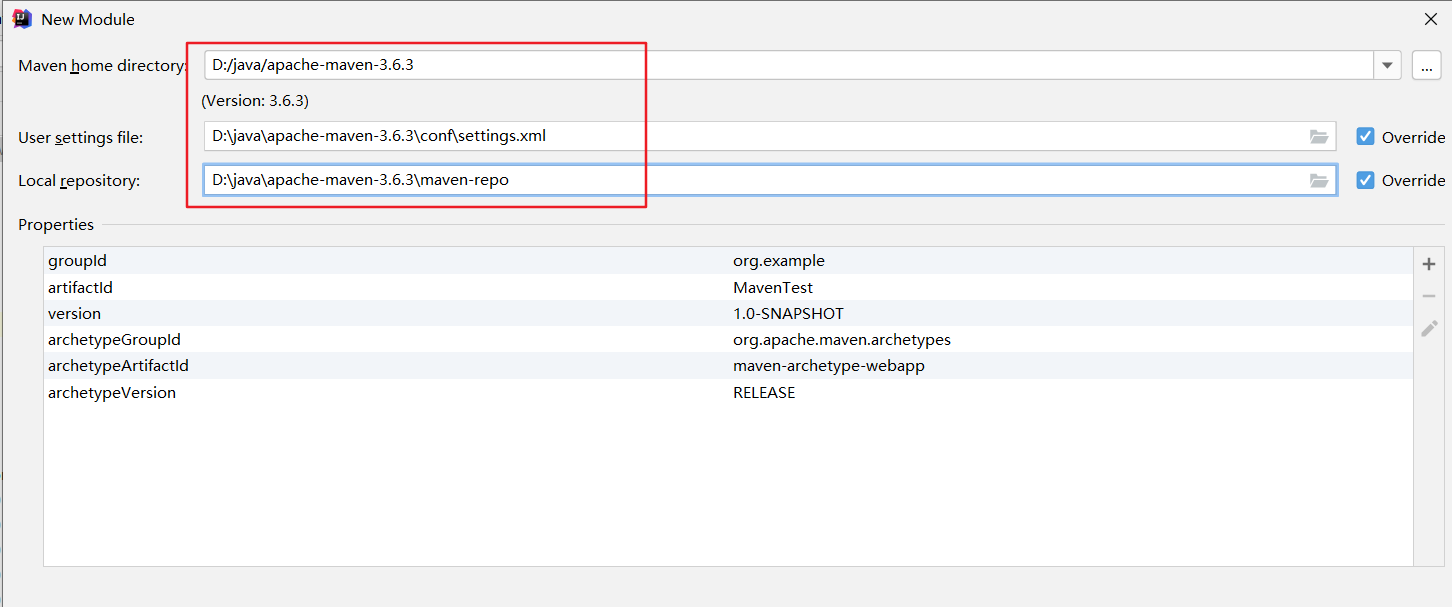 New Module
Maven home directory: D:/java/apache-maven-3.6.3 ...
(Version: 3.6.3)
User settings file: D:\java\apache-maven-3.6.3\conf\settings.xml Override
Local repository: D:\java\apache-maven-3.6.3\maven-repo Override
Properties
groupId org.example
artifactId MavenTest
version 1.0-SNAPSHOT
archetypeGroupId org.apache.maven.archetypes
archetypeArtifactId maven-archetype-webapp
archetypeVersion RELEASE